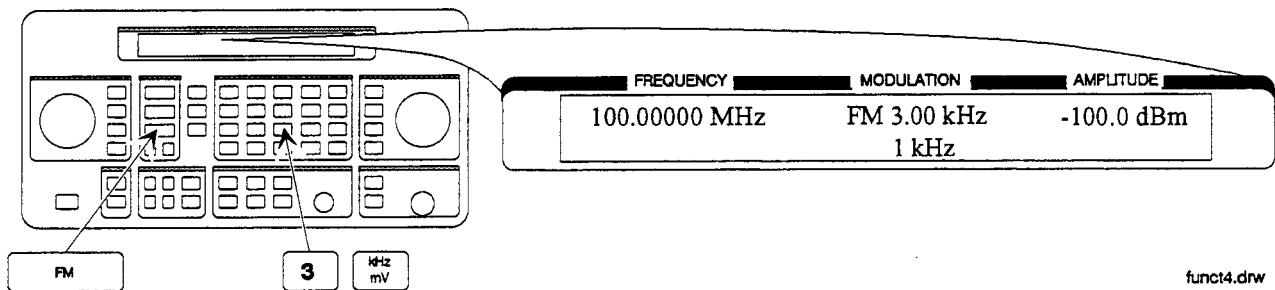 FREQUENCY MODULATION AMPLITUDE
100.00000 MHz FM 3.00 kHz -100.0 dBm
1 kHz
FM
3
kHz
mV
funct4.drw